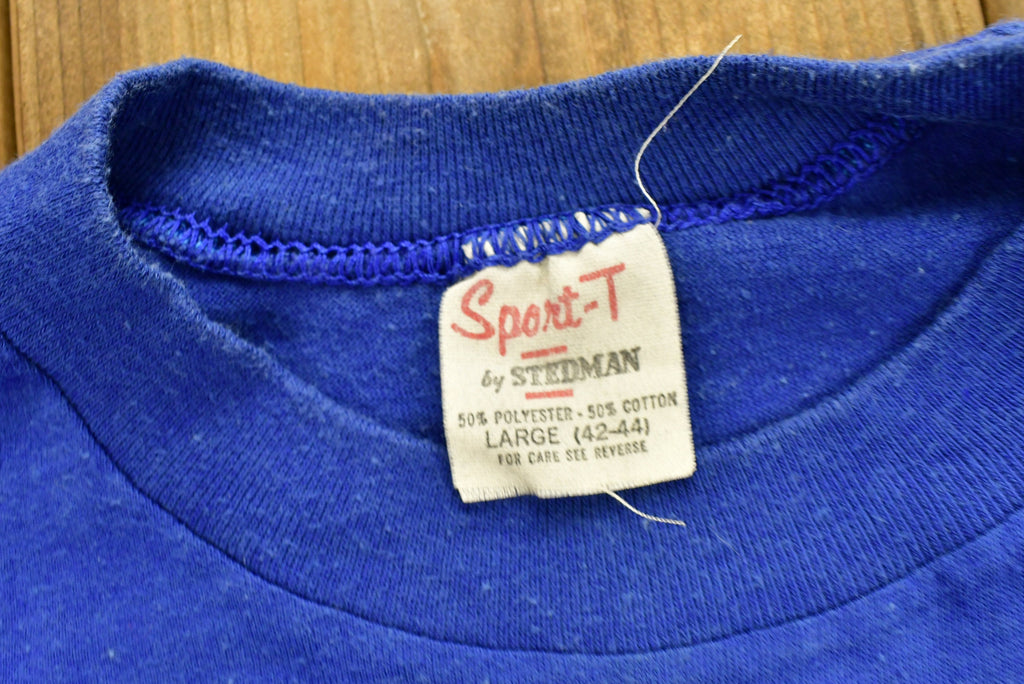 Sport-T
by STEDMAN
50% POLYESTER - 50% COTTON
LARGE (42-44)
FOR CARE SEE REVERSE